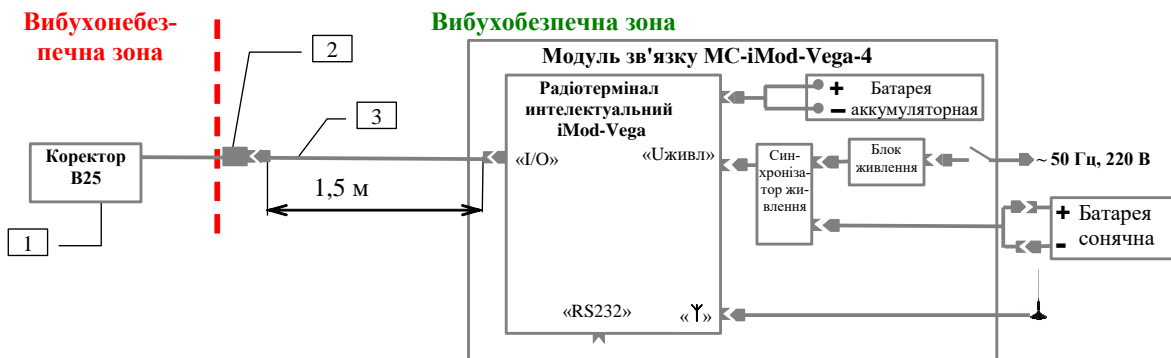 Вибухонебез-
печна зона
Вибухобезпечна зона
Модуль зв'язку МС-iMod-Vega-4
2
3
1
Коректор
В25
1,5 м
Радіотермінал
интелектуальний
iMod-Vega
«I/O»
«Uживл»
«RS232»
« »
+
−
Батарея
аккумуляторная
Син-
хроніза-
тор жи-
влення
Блок
живлення
~ 50 Гц, 220 В
+
-
Батарея
сонячна